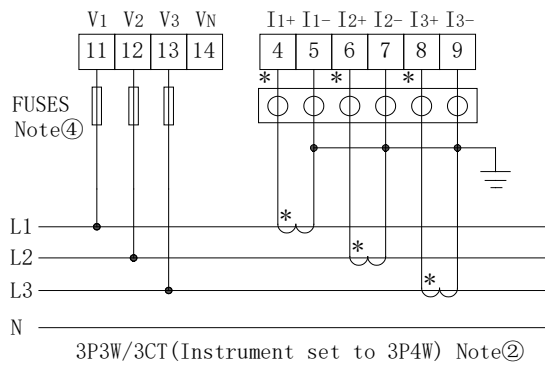 V1 V2 V3 VN I1+ I1- I2+ I2- I3+ I3-
11 12 13 14 4 5 6 7 8 9
* * *
FUSES
Note④
L1 *
L2 *
L3 *
N
3P3W/3CT(Instrument set to 3P4W) Note②